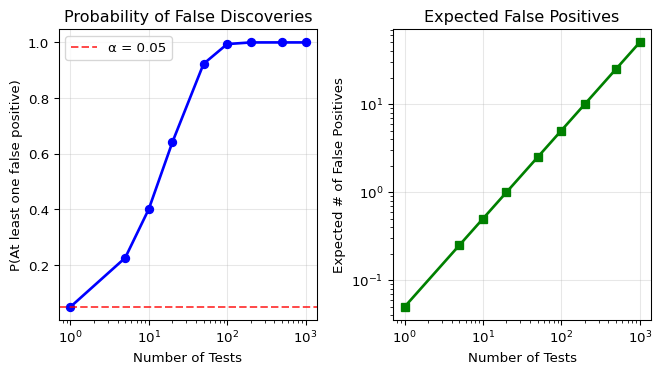 Probability of False Discoveries
α = 0.05
1.0
0.8
0.6
0.4
0.2
P(At least one false positive)
10⁰
10¹
10²
10³
Number of Tests
Expected False Positives
10¹
10⁰
10⁻¹
Expected # of False Positives
10⁰
10¹
10²
10³
Number of Tests